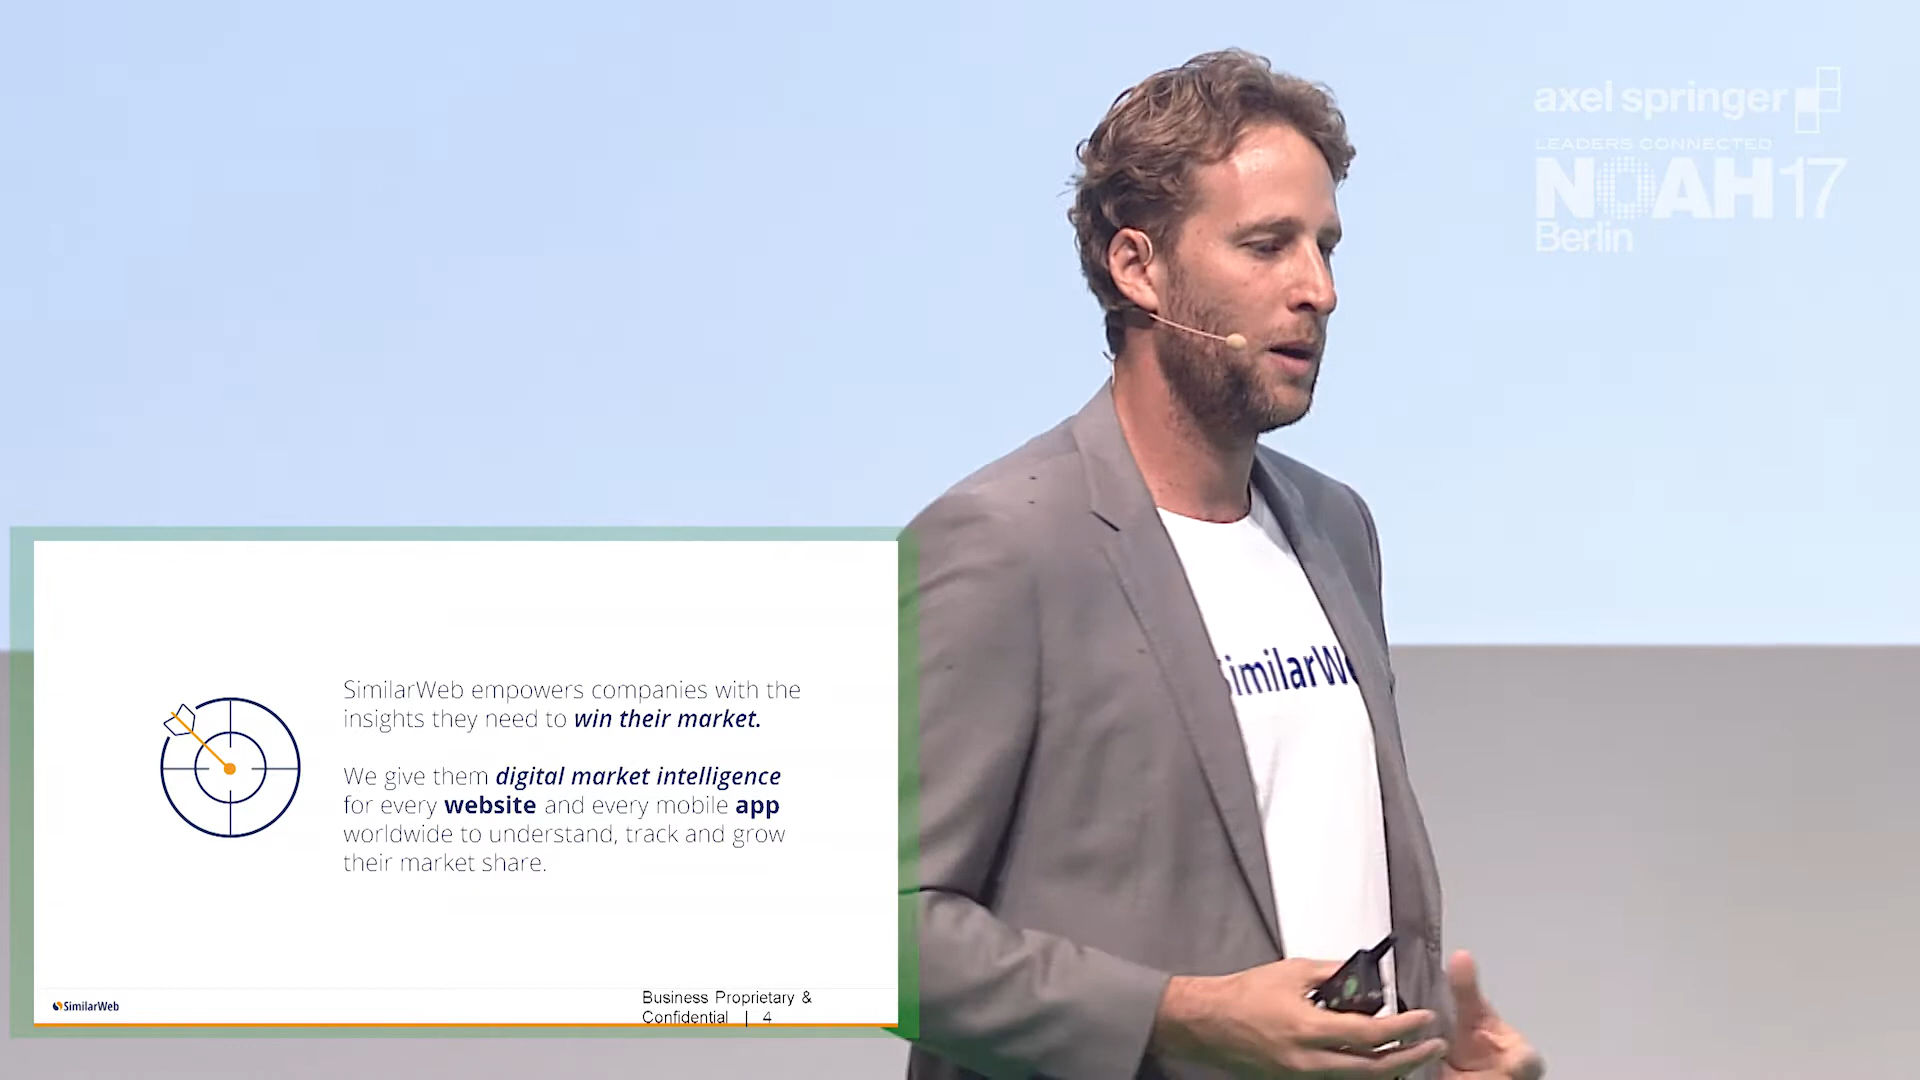 axel springer
LEADERS CONNECTED
NOAH17
Berlin
SimilarWeb empowers companies with the
insights they need to win their market.
We give them digital market intelligence
for every website and every mobile app
worldwide to understand, track and grow
their market share.
SimilarWeb
Business Proprietary &
Confidential | 4
imilarWe